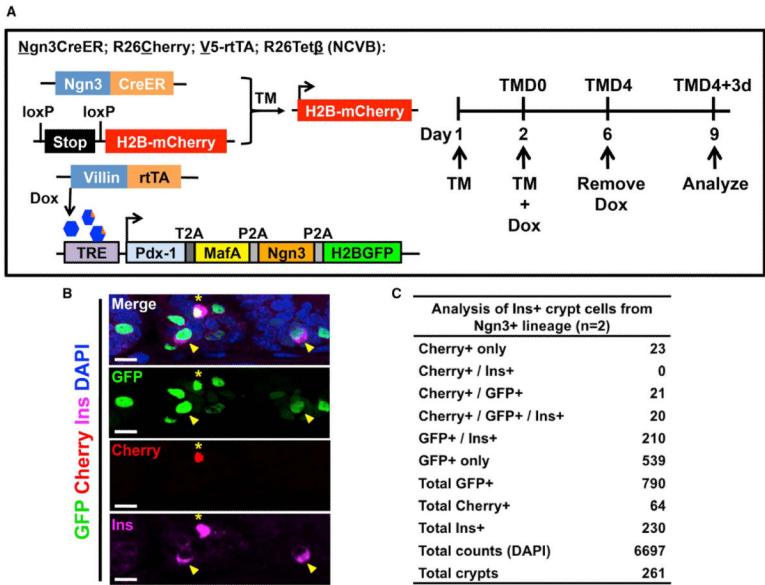 A
Ngn3CreER; R26Cherry; V5-rtTA; R26Tetβ (NCVB):
Ngn3 CreER
loxP loxP
TM
Stop H2B-mCherry
H2B-mCherry
Villin rtTA
Dox
T2A P2A P2A
TRE Pdx-1 MafA Ngn3 H2BGFP
TMD0 TMD4 TMD4+3d
Day 1 2 6 9
TM TM Remove Analyze
+ Dox
Dox
B
GFP Cherry Ins DAPI
Merge
*
GFP
*
Cherry
*
Ins
*
C
Analysis of Ins+ crypt cells from
Ngn3+ lineage (n=2)
Cherry+ only 23
Cherry+ / Ins+ 0
Cherry+ / GFP+ 21
Cherry+ / GFP+ / Ins+ 20
GFP+ / Ins+ 210
GFP+ only 539
Total GFP+ 790
Total Cherry+ 64
Total Ins+ 230
Total counts (DAPI) 6697
Total crypts 261